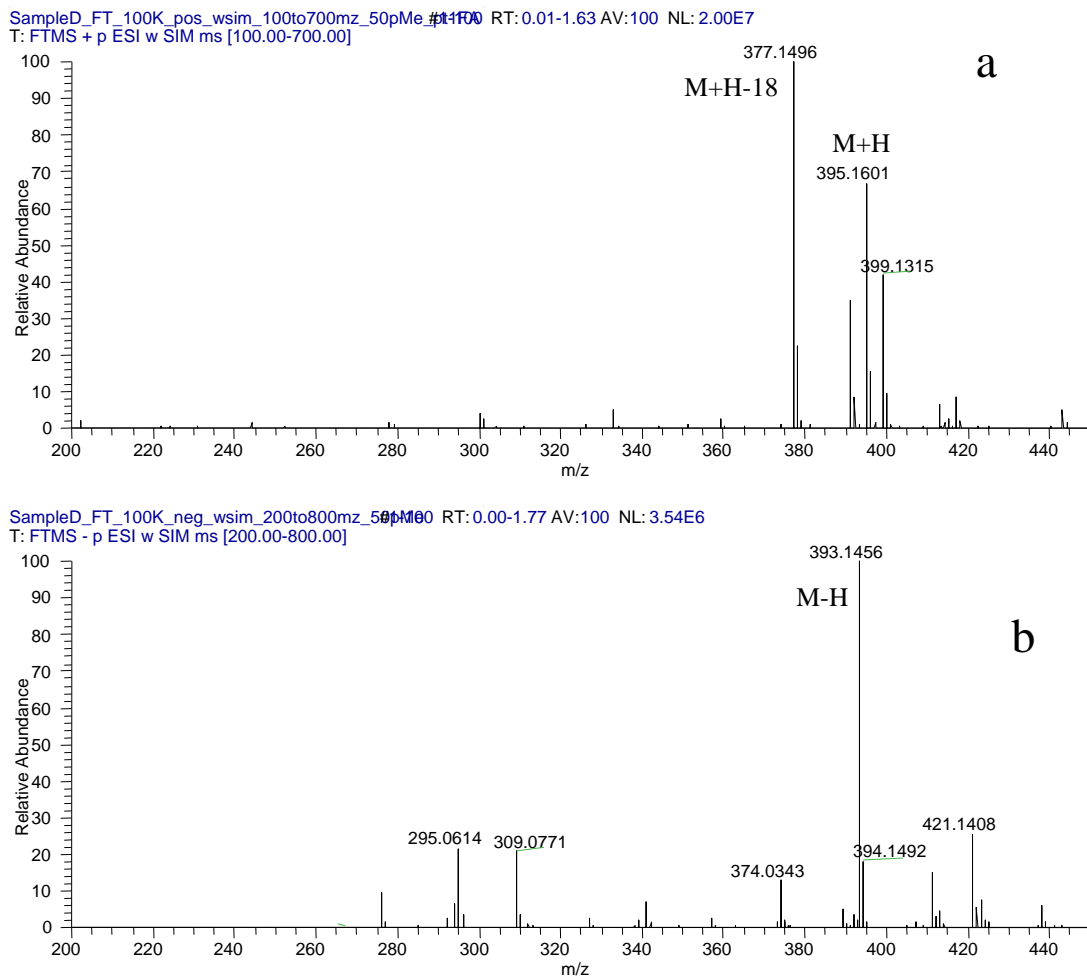 SampleD_FT_100K_pos_wsim_100to700mz_50pMe_ RT: 0.01-1.63 AV: 100 NL: 2.00E7
T: FTMS + p ESI w SIM ms [100.00-700.00]
377.1496
a
100
M+H-18
90
80
M+H
70
395.1601
60
50
399.1315
40
30
20
10
0
Relative Abundance
200 220 240 260 280 300 320 340 360 380 400 420 440
m/z
SampleD_FT_100K_neg_wsim_200to800mz_ RT: 0.00-1.77 AV: 100 NL: 3.54E6
T: FTMS - p ESI w SIM ms [200.00-800.00]
393.1456
100
90
M-H
b
80
70
60
50
40
30
421.1408
295.0614
309.0771
394.1492
20
374.0343
10
0
Relative Abundance
200 220 240 260 280 300 320 340 360 380 400 420 440
m/z